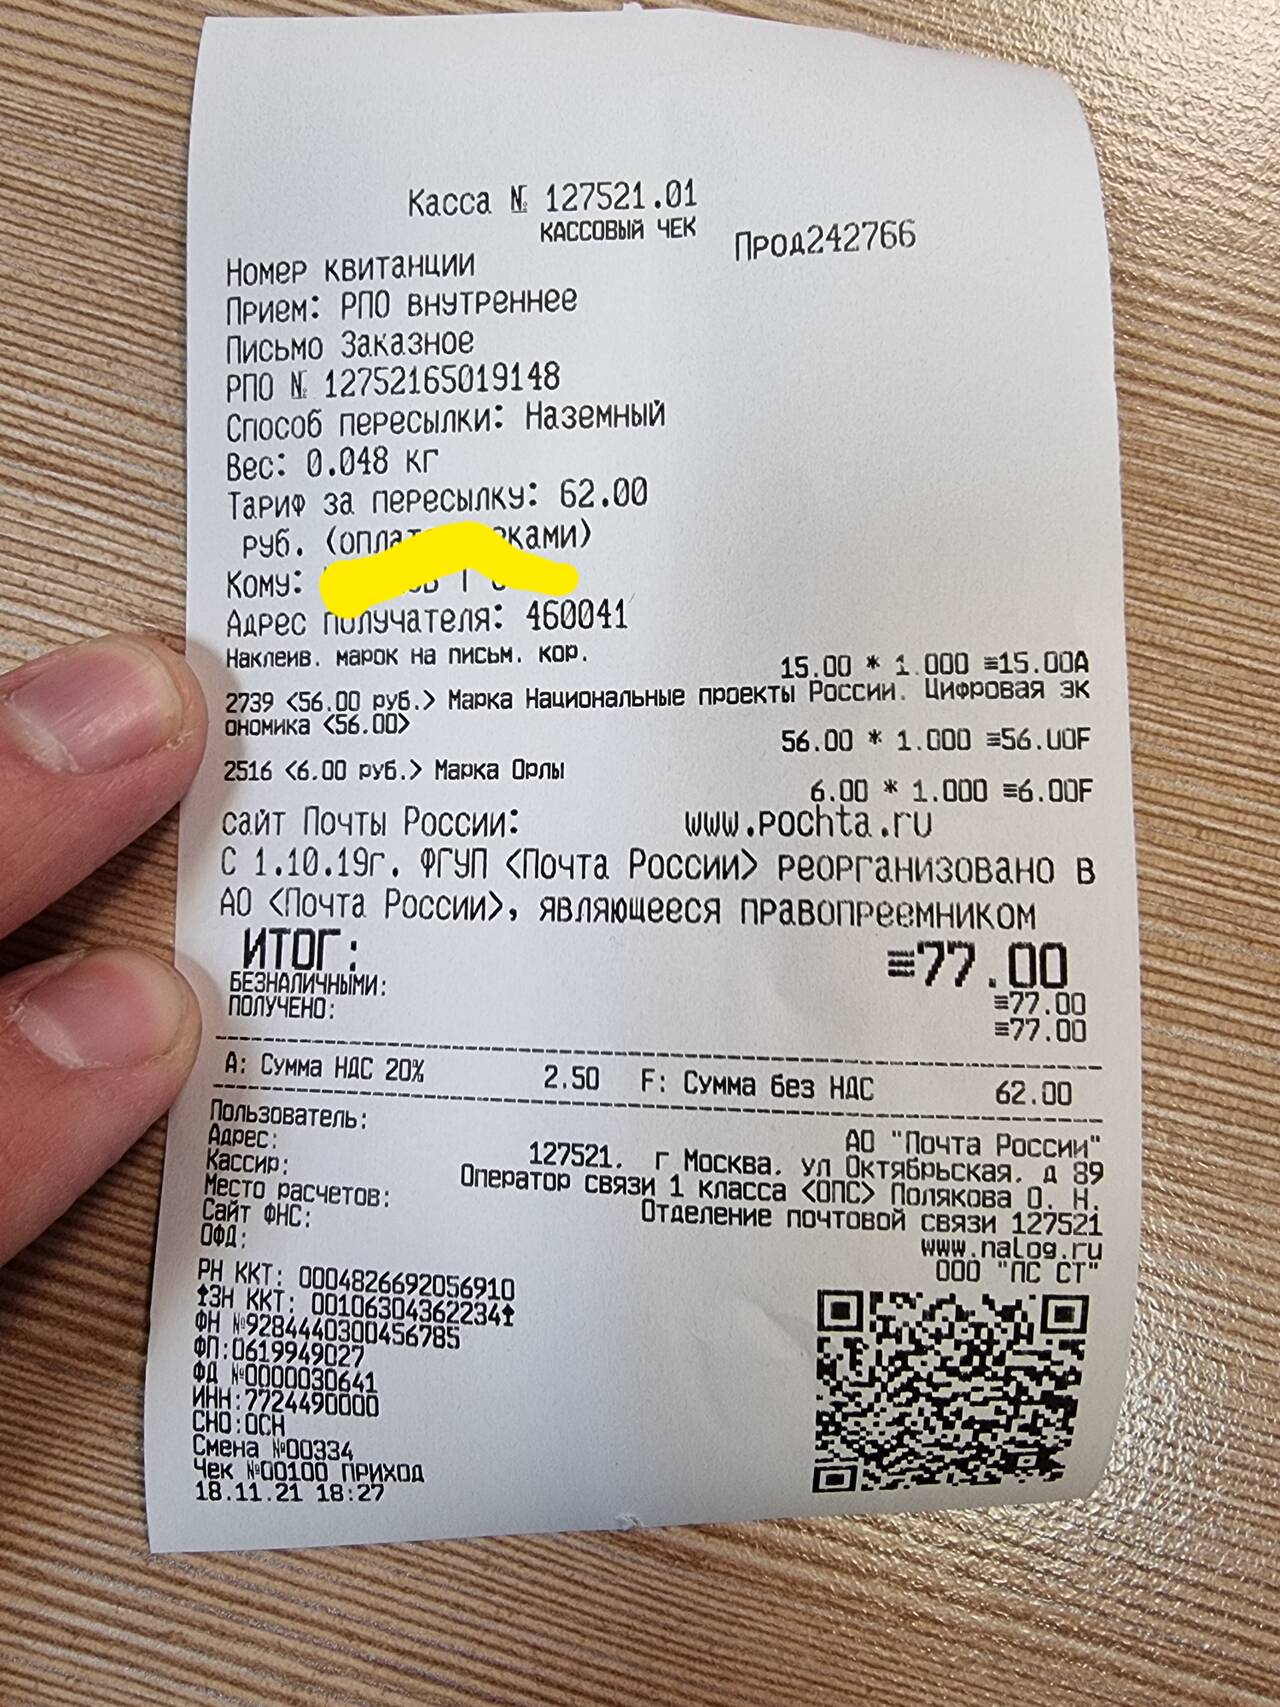 Касса № 127521.01
КАССОВЫЙ ЧЕК
Прод242766
Номер квитанции
Прием: РПО внутреннее
Письмо Заказное
РПО № 12752165019148
Способ пересылки: Наземный
Вес: 0.048 кг
Тариф за пересылку: 62.00
руб.
Кому:
Адрес получателя: 460041
Наклеив. марок на письм. кор.
15.00 * 1.000 ≡15.00A
2739 <56.00 руб.> Марка Национальные проекты России. Цифровая эк
ономика <56.00>
56.00 * 1.000 ≡56.00F
2516 <6.00 руб.> Марка Орлы
6.00 * 1.000 ≡6.00F
сайт Почты России: www.pochta.ru
С 1.10.19г. ФГУП <Почта России> реорганизовано в
АО <Почта России>, являющееся правопреемником
ИТОГ: ≡77.00
БЕЗНАЛИЧНЫМИ: ≡77.00
ПОЛУЧЕНО: ≡77.00
A: Сумма НДС 20% 2.50 F: Сумма без НДС 62.00
Пользователь: АО "Почта России"
Адрес: 127521, г Москва, ул Октябрьская, д 89
Кассир: Оператор связи 1 класса <ОПС> Полякова О. Н.
Место расчетов: Отделение почтовой связи 127521
Сайт ФНС: www.nalog.ru
ОФД: ООО "ПС СТ"
РН ККТ: 0004826692056910
ЗН ККТ: 00106304362234
ФН №9284440300456785
ФП:0619949027
ФД №0000030641
ИНН:7724490000
СНО:ОСН
Смена №00334
Чек №00100 ПРИХОД
18.11.21 18:27